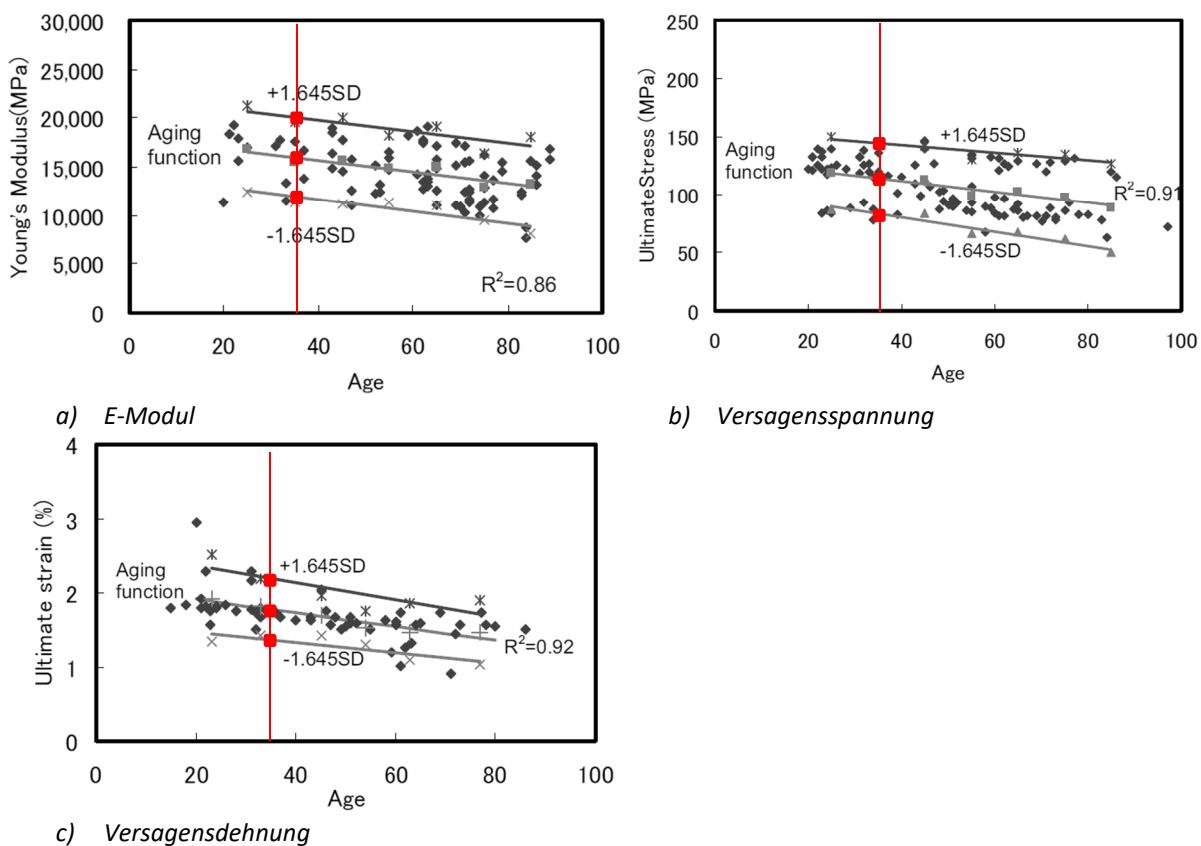 30,000
25,000
20,000
15,000
10,000
5,000
0
Young's Modulus(MPa)
+1.645SD
Aging
function
-1.645SD
R²=0.86
0 20 40 60 80 100
Age
a) E-Modul
250
200
150
100
50
0
UltimateStress (MPa)
+1.645SD
Aging
function
R²=0.91
-1.645SD
0 20 40 60 80 100
Age
b) Versagensspannung
4
3
2
1
0
Ultimate strain (%)
+1.645SD
Aging
function
R²=0.92
-1.645SD
0 20 40 60 80 100
Age
c) Versagensdehnung